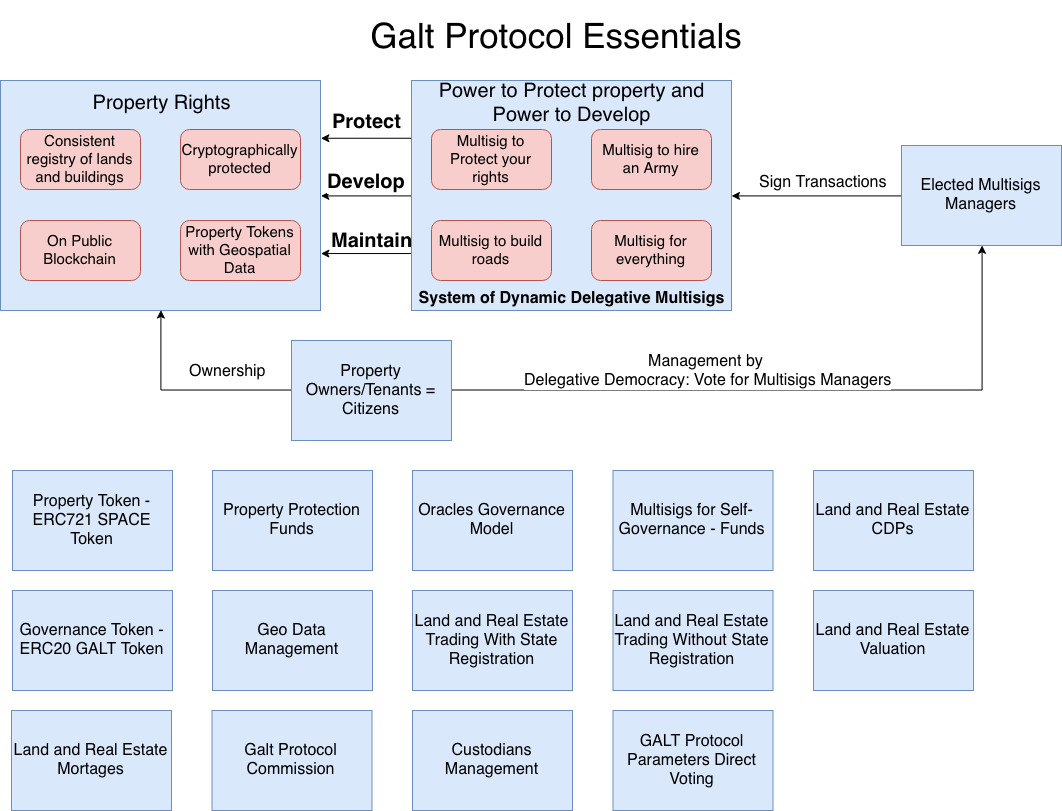 Galt Protocol Essentials
Property Rights
Consistent
registry of lands
and buildings
Cryptographically
protected
On Public
Blockchain
Property Tokens
with Geospatial
Data
Protect
Develop
Maintain
Power to Protect property and
Power to Develop
Multisig to
Protect your
rights
Multisig to hire
an Army
Multisig to build
roads
Multisig for
everything
System of Dynamic Delegative Multisigs
Sign Transactions
Elected Multisigs
Managers
Ownership
Property
Owners/Tenants =
Citizens
Management by
Delegative Democracy: Vote for Multisigs Managers
Property Token -
ERC721 SPACE
Token
Property Protection
Funds
Oracles Governance
Model
Multisigs for Self-
Governance - Funds
Land and Real Estate
CDPs
Governance Token -
ERC20 GALT Token
Geo Data
Management
Land and Real Estate
Trading With State
Registration
Land and Real Estate
Trading Without State
Registration
Land and Real Estate
Valuation
Land and Real Estate
Mortages
Galt Protocol
Commission
Custodians
Management
GALT Protocol
Parameters Direct
Voting